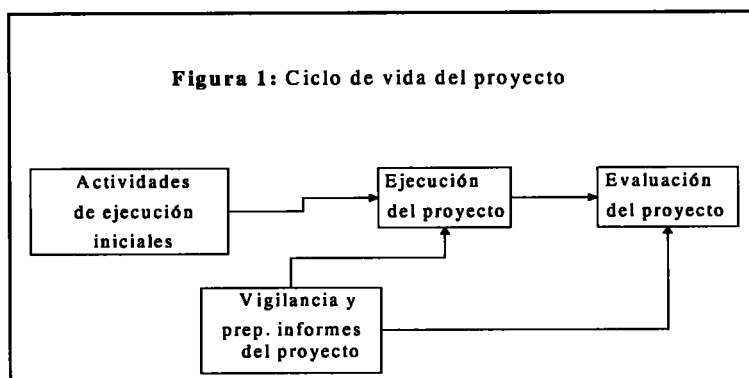 Figura 1: Ciclo de vida del proyecto
Actividades
de ejecución
iniciales
Ejecución
del proyecto
Evaluación
del proyecto
Vigilancia y
prep. informes
del proyecto